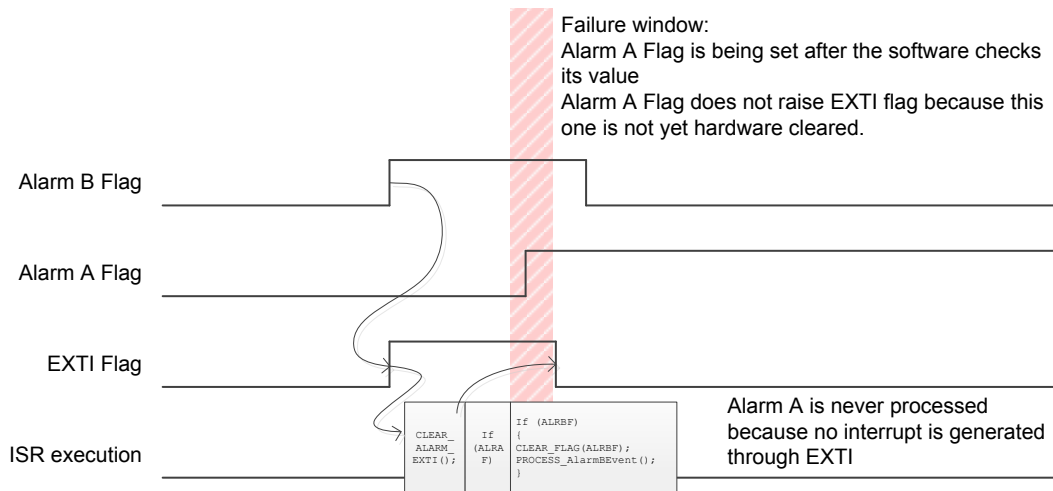 Failure window:
Alarm A Flag is being set after the software checks
its value
Alarm A Flag does not raise EXTI flag because this
one is not yet hardware cleared.
Alarm B Flag
Alarm A Flag
EXTI Flag
ISR execution
CLEAR_
ALARM_
EXTI();
If
(ALRA
F)
If (ALRBF)
{
CLEAR_FLAG(ALRBF);
PROCESS_AlarmBEvent();
}
Alarm A is never processed
because no interrupt is generated
through EXTI